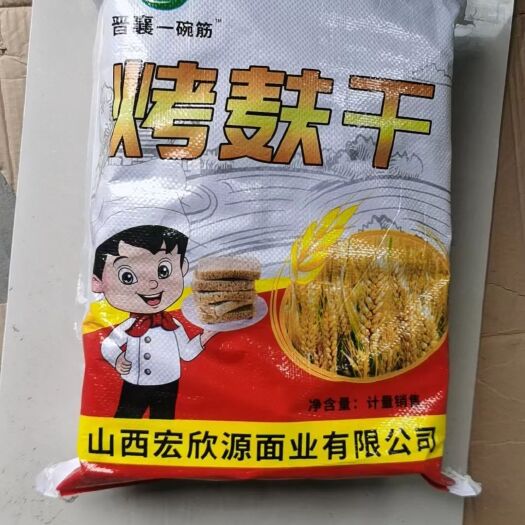 晋襄一碗筋™
烤麸干
净含量：计量销售
山西宏欣源面业有限公司